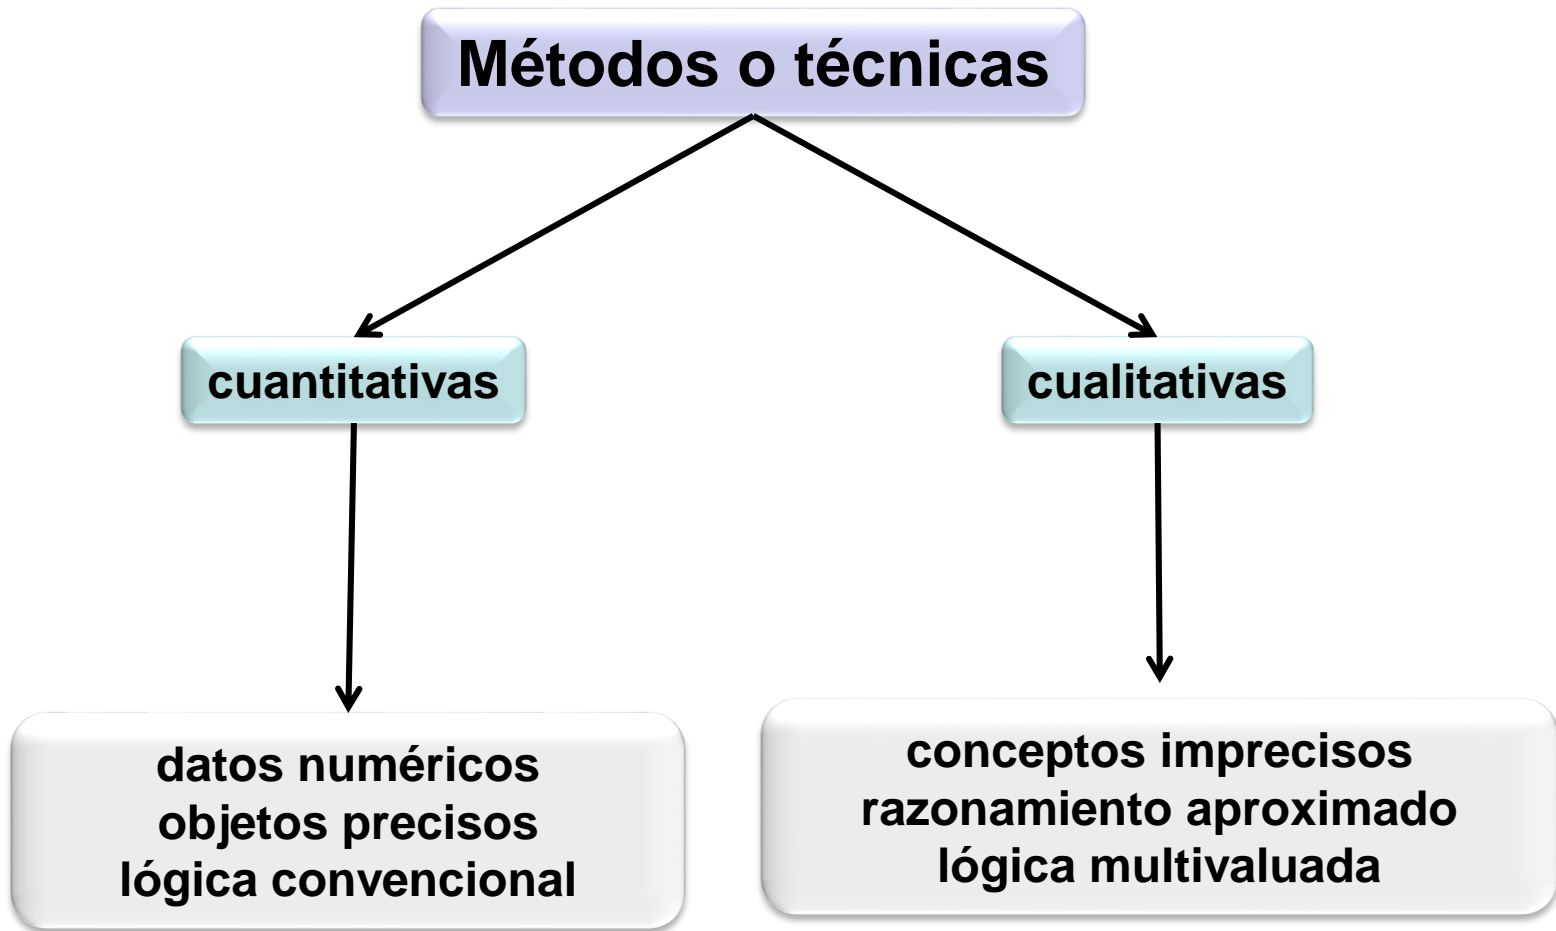 Métodos o técnicas
cuantitativas
cualitativas
datos numéricos
objetos precisos
lógica convencional
conceptos imprecisos
razonamiento aproximado
lógica multivaluada